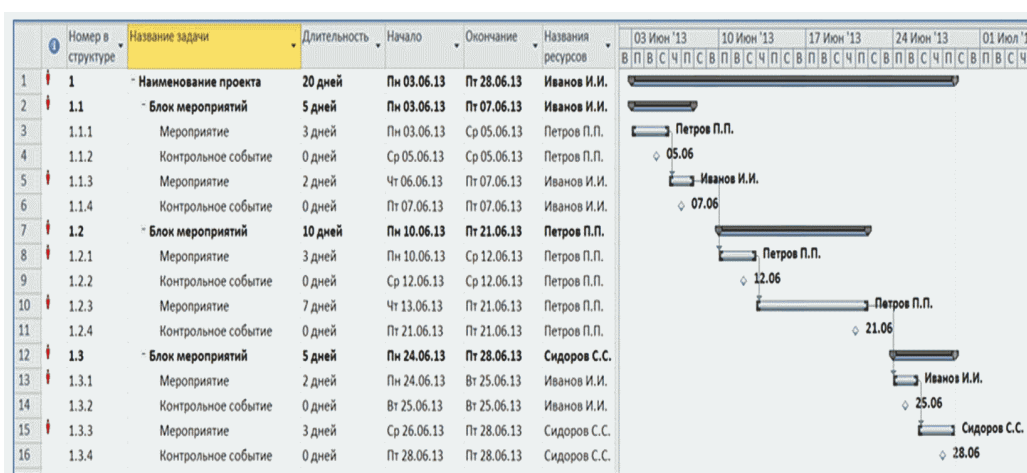 Номер в структуре Название задачи Длительность Начало Окончание Названия ресурсов 03 Июн '13 10 Июн '13 17 Июн '13 24 Июн '13 01 Июл '1
В П В С Ч П С В П В С Ч П С В П В С Ч П С В П В С Ч П С В П В С Ч
1 1 - Наименование проекта 20 дней Пн 03.06.13 Пт 28.06.13 Иванов И.И.
2 1.1 - Блок мероприятий 5 дней Пн 03.06.13 Пт 07.06.13 Иванов И.И.
3 1.1.1 Мероприятие 3 дней Пн 03.06.13 Ср 05.06.13 Петров П.П. Петров П.П.
4 1.1.2 Контрольное событие 0 дней Ср 05.06.13 Ср 05.06.13 Петров П.П. 05.06
5 1.1.3 Мероприятие 2 дней Чт 06.06.13 Пт 07.06.13 Иванов И.И. Иванов И.И.
6 1.1.4 Контрольное событие 0 дней Пт 07.06.13 Пт 07.06.13 Иванов И.И. 07.06
7 1.2 - Блок мероприятий 10 дней Пн 10.06.13 Пт 21.06.13 Петров П.П.
8 1.2.1 Мероприятие 3 дней Пн 10.06.13 Ср 12.06.13 Петров П.П. Петров П.П.
9 1.2.2 Контрольное событие 0 дней Ср 12.06.13 Ср 12.06.13 Петров П.П. 12.06
10 1.2.3 Мероприятие 7 дней Чт 13.06.13 Пт 21.06.13 Петров П.П. Петров П.П.
11 1.2.4 Контрольное событие 0 дней Пт 21.06.13 Пт 21.06.13 Петров П.П. 21.06
12 1.3 - Блок мероприятий 5 дней Пн 24.06.13 Пт 28.06.13 Сидоров С.С.
13 1.3.1 Мероприятие 2 дней Пн 24.06.13 Вт 25.06.13 Иванов И.И. Иванов И.И.
14 1.3.2 Контрольное событие 0 дней Вт 25.06.13 Вт 25.06.13 Иванов И.И. 25.06
15 1.3.3 Мероприятие 3 дней Ср 26.06.13 Пт 28.06.13 Сидоров С.С. Сидоров С.С.
16 1.3.4 Контрольное событие 0 дней Пт 28.06.13 Пт 28.06.13 Сидоров С.С. 28.06